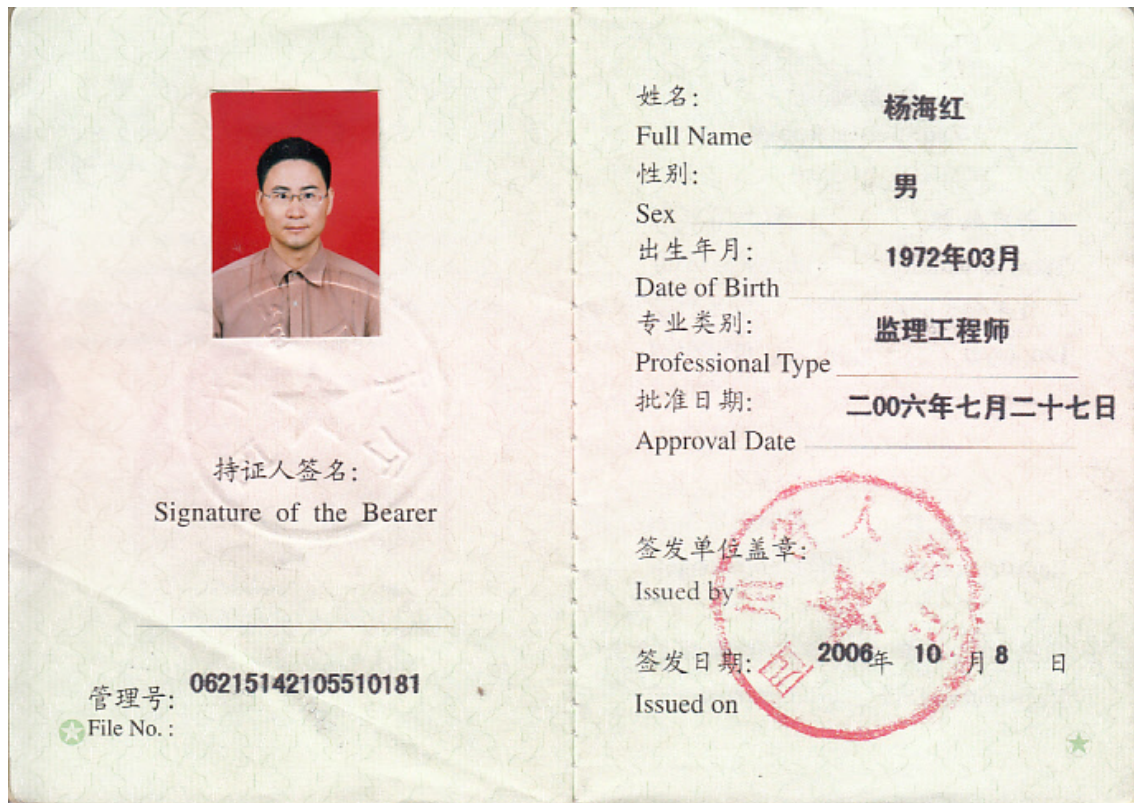 持证人签名:
Signature of the Bearer
管理号: 06215142105510181
File No. :
姓名: 杨海红
Full Name
性别: 男
Sex
出生年月: 1972年03月
Date of Birth
专业类别: 监理工程师
Professional Type
批准日期: 二00六年七月二十七日
Approval Date
签发单位盖章:
Issued by
签发日期: 2006年 10 月 8 日
Issued on